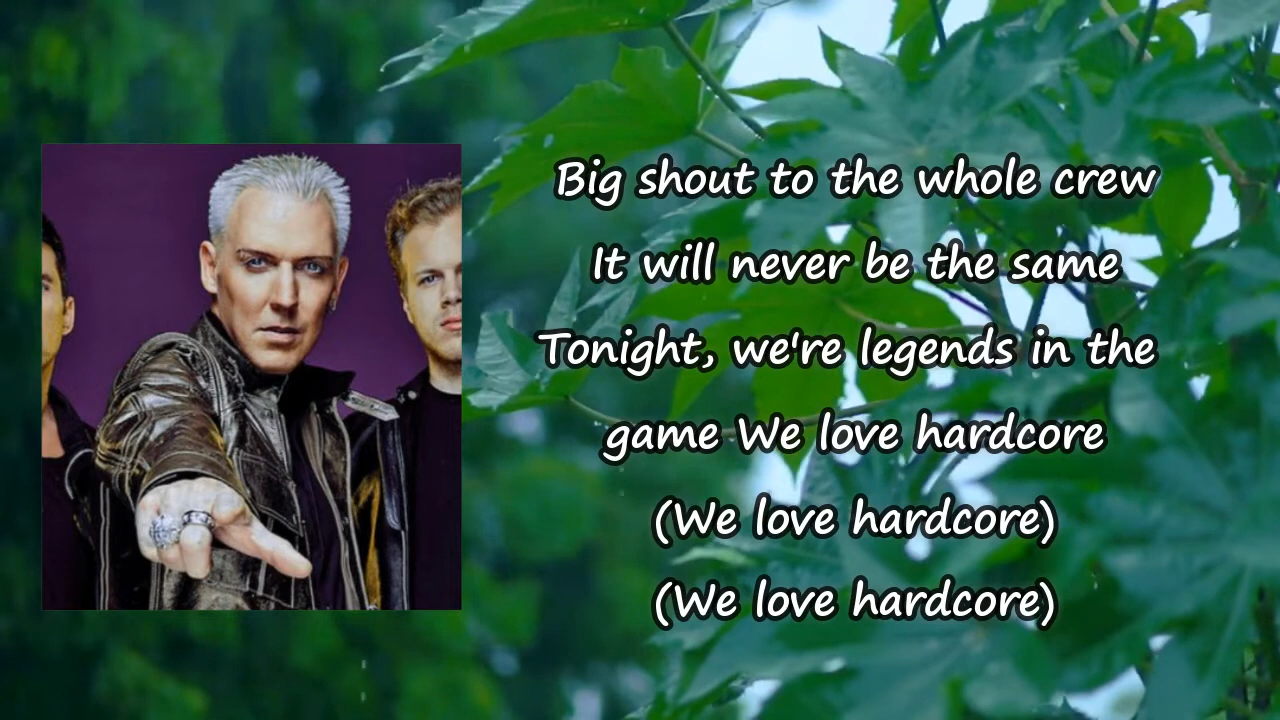 Big shout to the whole crew
It will never be the same
Tonight, we're legends in the
game We love hardcore
(We love hardcore)
(We love hardcore)